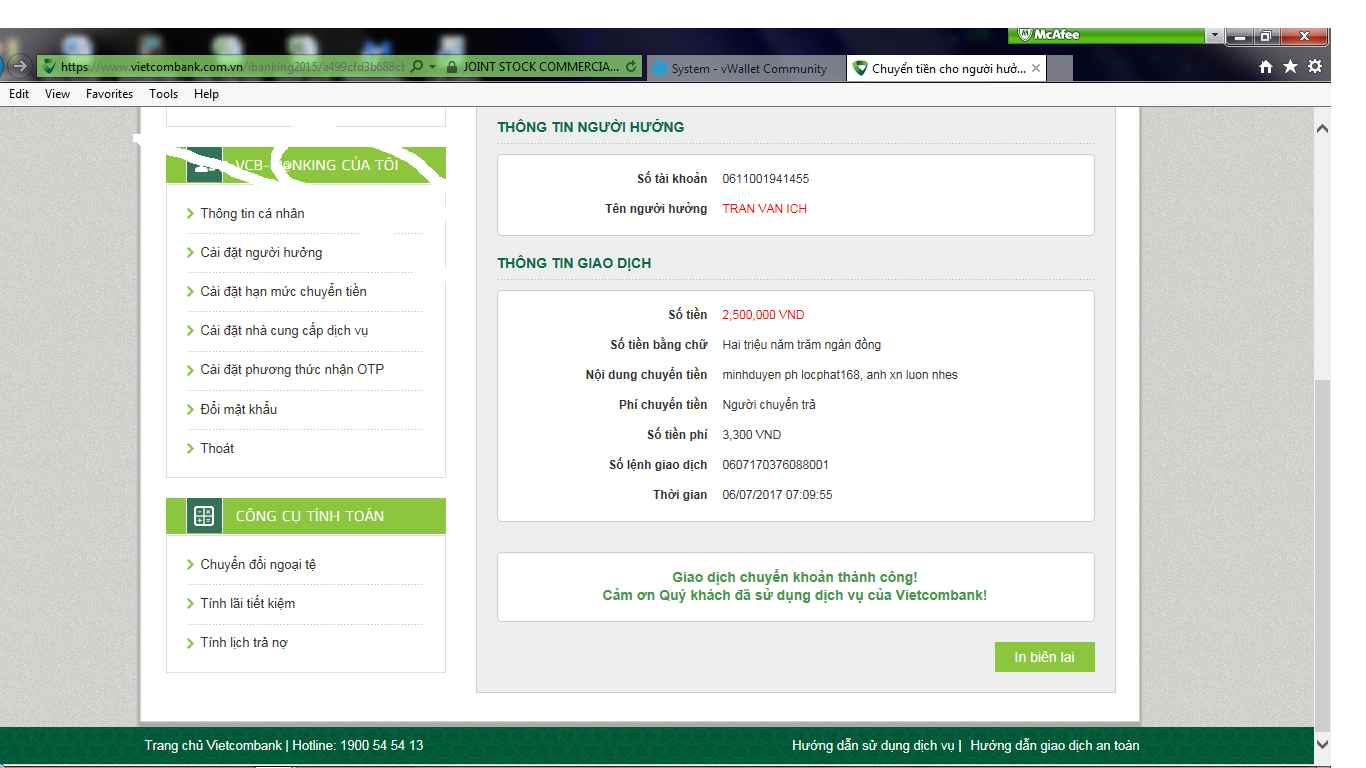 McAfee
https://www.vietcombank.com.vn/ibanking2015/a499cfd3b688cb
JOINT STOCK COMMERCIA...
System - vWallet Community
Chuyển tiền cho người hưở...
Edit View Favorites Tools Help
VCB- NKING CỦA TÔI
Thông tin cá nhân
Cài đặt người hưởng
Cài đặt hạn mức chuyển tiền
Cài đặt nhà cung cấp dịch vụ
Cài đặt phương thức nhận OTP
Đổi mật khẩu
Thoát
CÔNG CỤ TÍNH TOÁN
Chuyển đổi ngoại tệ
Tính lãi tiết kiệm
Tính lịch trả nợ
THÔNG TIN NGƯỜI HƯỞNG
Số tài khoản 0611001941455
Tên người hưởng TRAN VAN ICH
THÔNG TIN GIAO DỊCH
Số tiền 2,500,000 VND
Số tiền bằng chữ Hai triệu năm trăm ngàn đồng
Nội dung chuyển tiền minhduyen ph locphat168, anh xn luon nhes
Phí chuyển tiền Người chuyển trả
Số tiền phí 3,300 VND
Số lệnh giao dịch 0607170376088001
Thời gian 06/07/2017 07:09:55
Giao dịch chuyển khoản thành công!
Cảm ơn Quý khách đã sử dụng dịch vụ của Vietcombank!
In biên lai
Trang chủ Vietcombank | Hotline: 1900 54 54 13
Hướng dẫn sử dụng dịch vụ | Hướng dẫn giao dịch an toàn